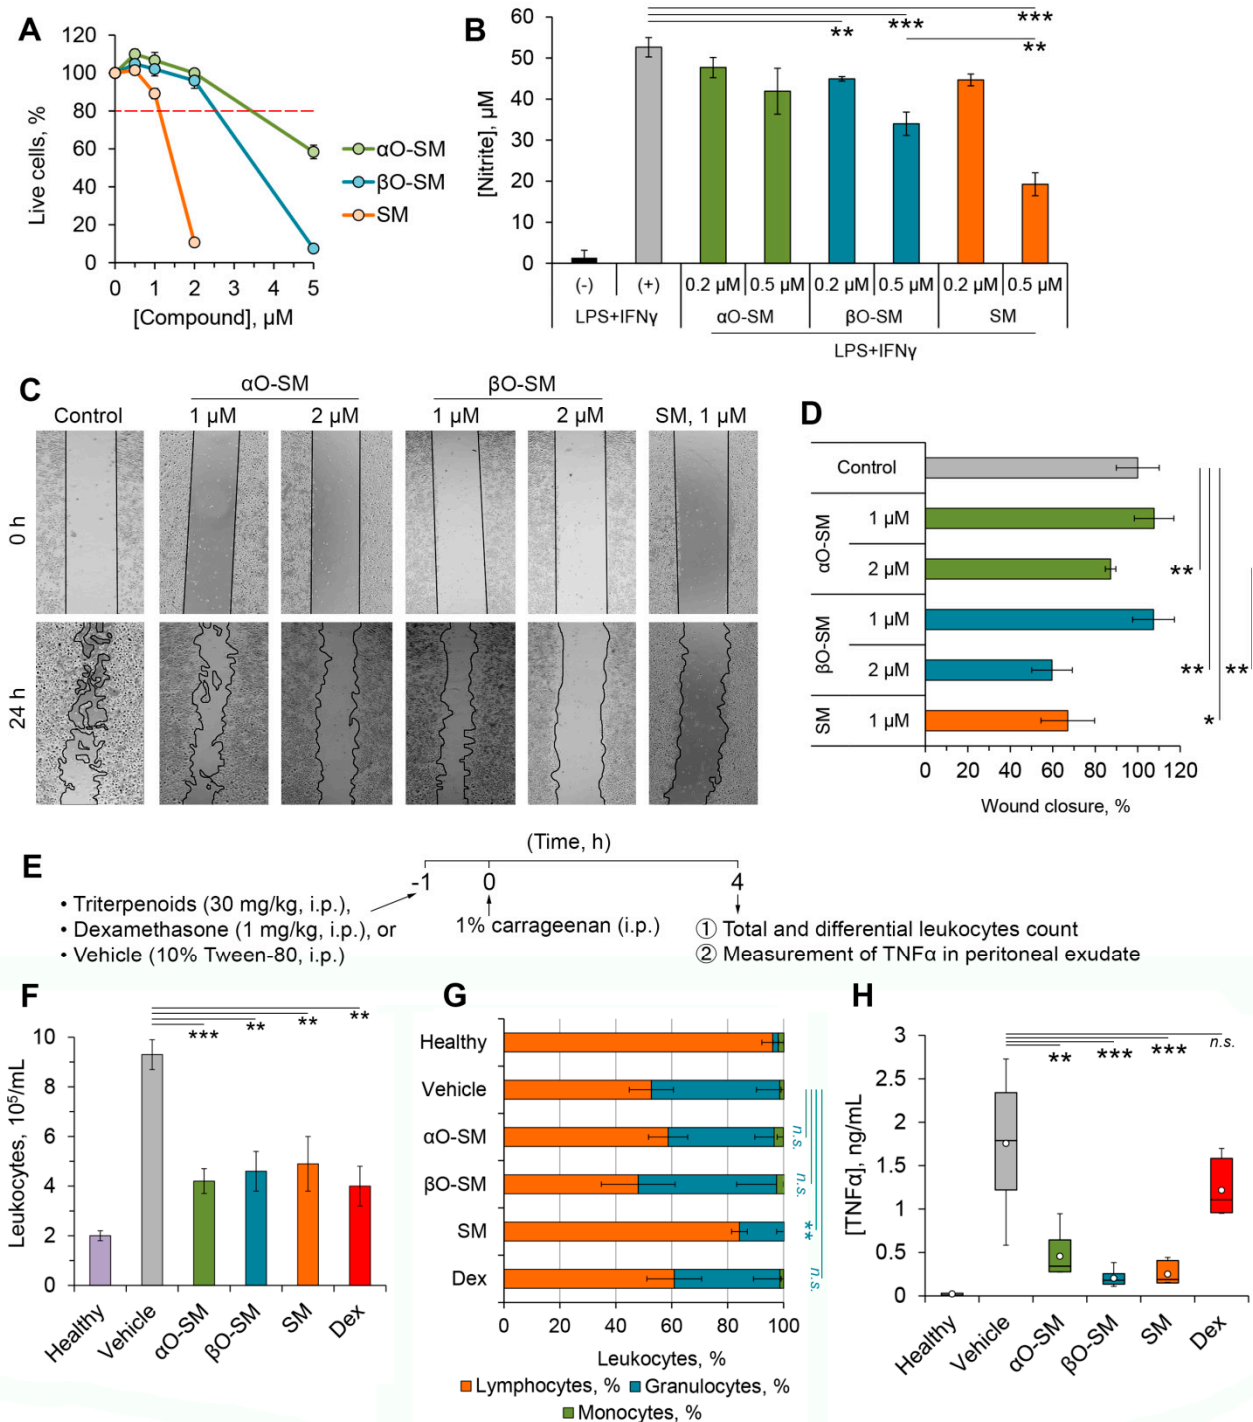 A
120
100
80
60
40
20
0
Live cells, %
0 1 2 3 4 5
[Compound], µM
αO-SM
βO-SM
SM
B
60
50
40
30
20
10
0
[Nitrite], µM
** *** ***
**
(-) (+) 0.2 µM 0.5 µM 0.2 µM 0.5 µM 0.2 µM 0.5 µM
LPS+IFNγ αO-SM βO-SM SM
LPS+IFNγ
C
αO-SM βO-SM
Control 1 µM 2 µM 1 µM 2 µM SM, 1 µM
0 h
24 h
D
Control
αO-SM
1 µM
2 µM
βO-SM
1 µM
2 µM
SM
1 µM
**
**
**
*
0 20 40 60 80 100 120
Wound closure, %
E
(Time, h)
-1 0 4
• Triterpenoids (30 mg/kg, i.p.),
• Dexamethasone (1 mg/kg, i.p.), or
• Vehicle (10% Tween-80, i.p.)
1% carrageenan (i.p.)
① Total and differential leukocytes count
② Measurement of TNFα in peritoneal exudate
F
*** ** ** **
10
8
6
4
2
0
Leukocytes, 10⁵/mL
Healthy
Vehicle
αO-SM
βO-SM
SM
Dex
G
Healthy
Vehicle
αO-SM
βO-SM
SM
Dex
n.s.
n.s.
**
n.s.
0 20 40 60 80 100
Leukocytes, %
Lymphocytes, % Granulocytes, %
Monocytes, %
H
** *** *** n.s.
3
2.5
2
1.5
1
0.5
0
[TNFα], ng/mL
Healthy
Vehicle
αO-SM
βO-SM
SM
Dex